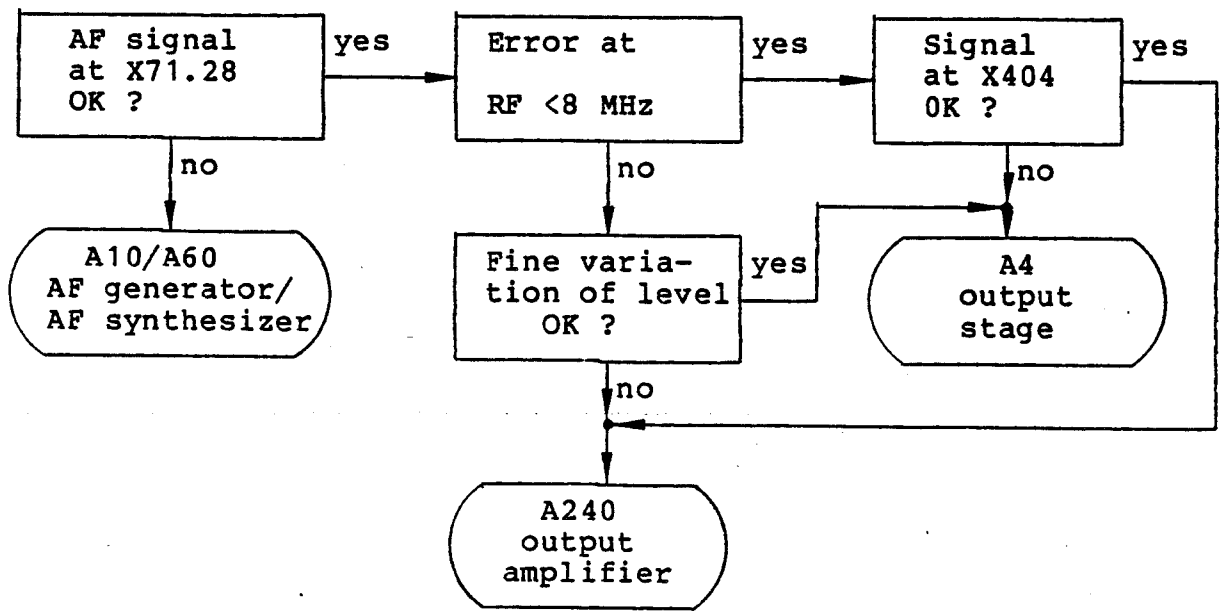 AF signal
at X71.28
OK ?
yes
Error at
RF <8 MHz
yes
Signal
at X404
OK ?
yes
no
no
no
A10/A60
AF generator/
AF synthesizer
Fine varia-
tion of level
OK ?
yes
A4
output
stage
no
A240
output
amplifier